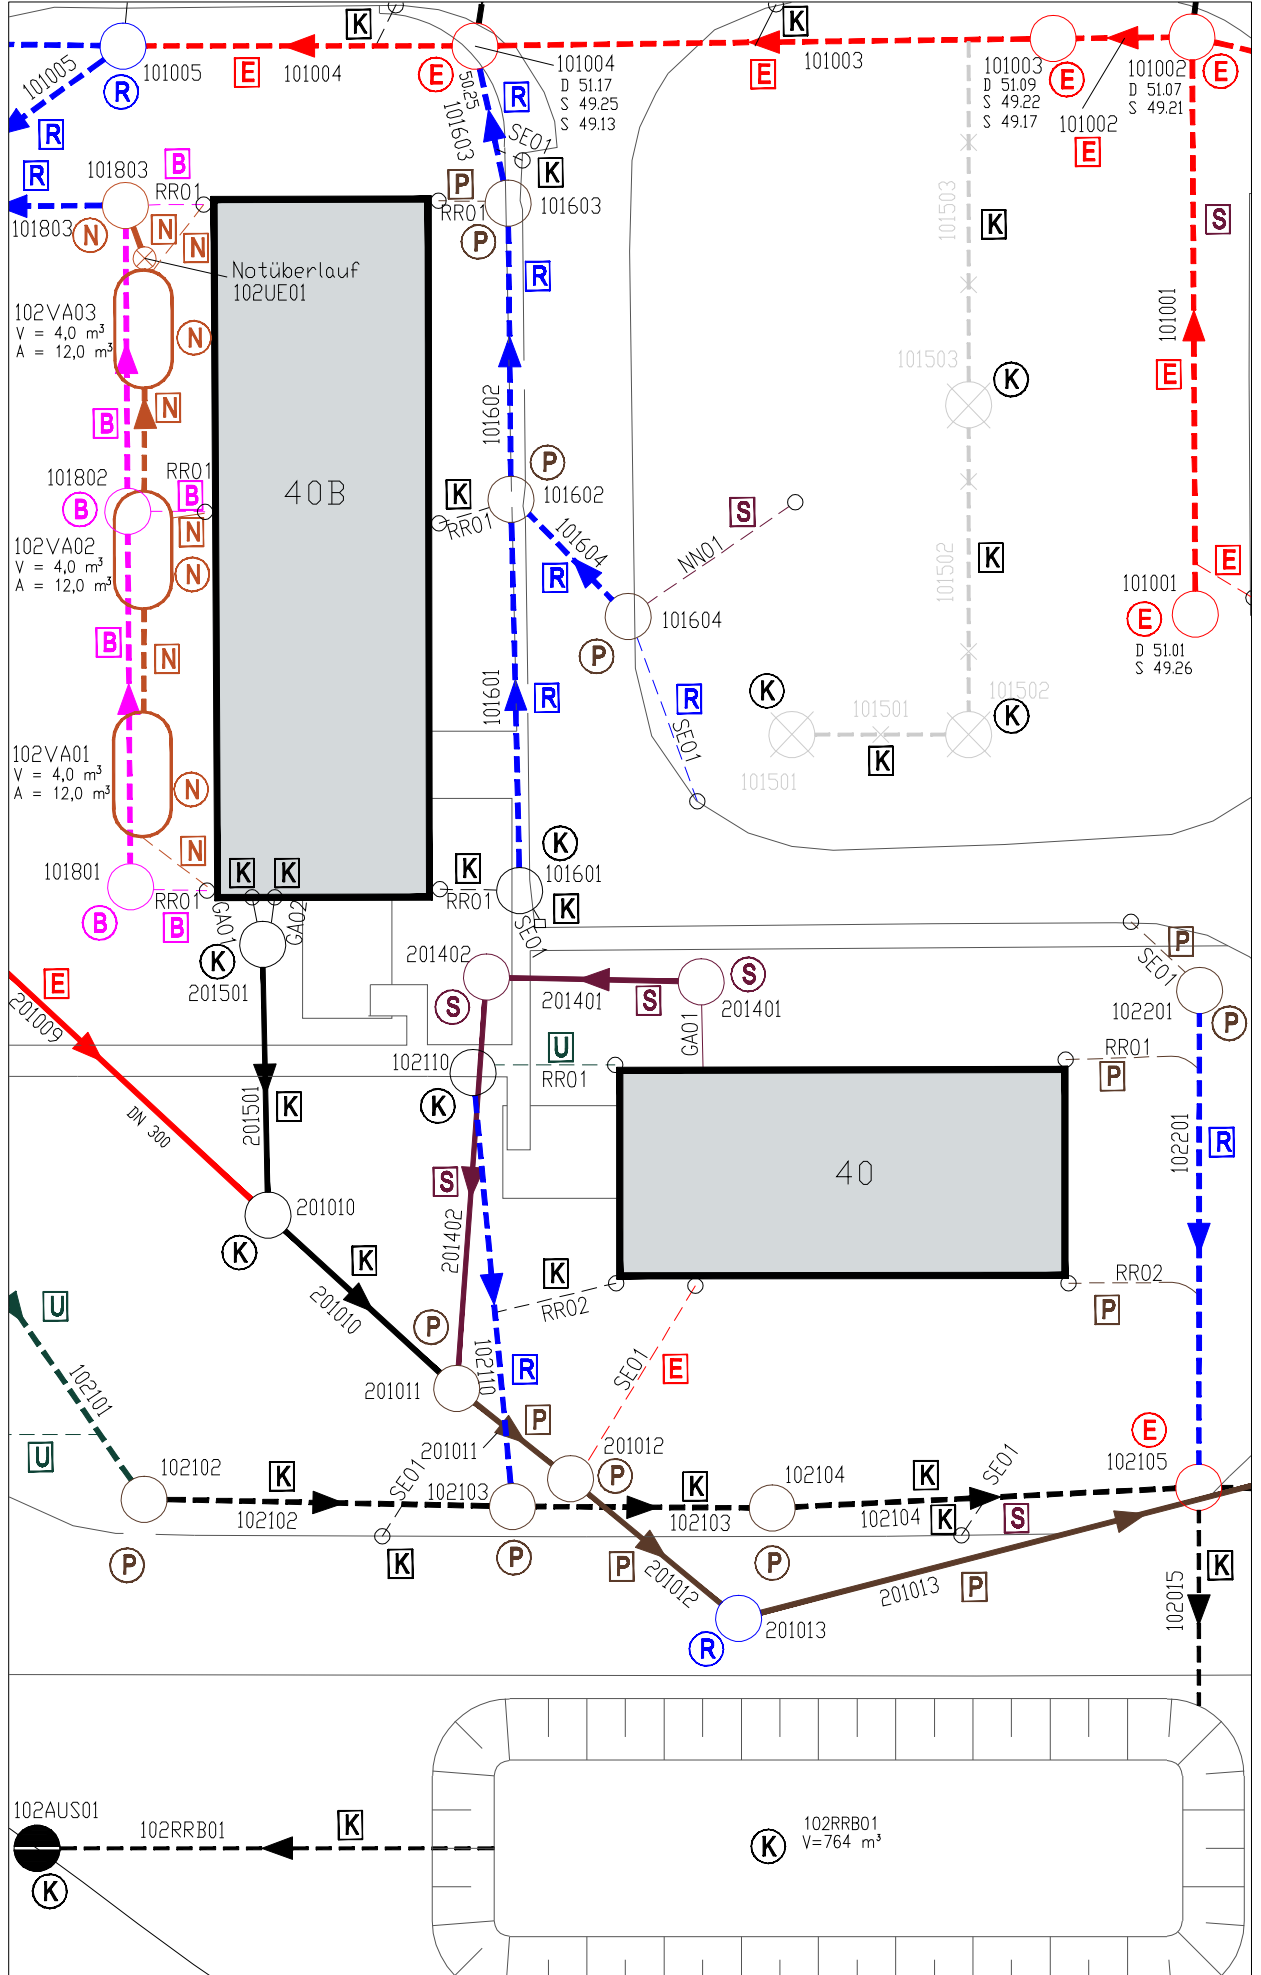 K
K
101005
R
E
101004
E
101004
D 51.17
S 49.25
S 49.13
E
101003
101003
D 51.09
S 49.22
S 49.17
E
101002
E
101002
D 51.07
S 49.21
E
101005
R
R
50.25
101603
R
SE01
K
101803
B
RR01
101803
N
N
N
P
RR01
101603
P
101503
K
S
Notüberlauf
102UE01
R
102VA03
V = 4,0 m³
A = 12,0 m³
N
101001
E
101503
K
B
N
101602
101802
RR01
B
B
N
40B
K
RR01
P
101602
S
NN01
101604
R
102VA02
V = 4,0 m³
A = 12,0 m³
N
101502
K
E
101001
E
D 51.01
S 49.26
B
N
101604
P
101601
R
R
SE01
K
101501
101501
K
101502
K
102VA01
V = 4,0 m³
A = 12,0 m³
N
N
101801
RR01
B
B
K
K
GA01
GA02
K
RR01
K
101601
K
SE01
K
201501
E
201009
201402
S
201401
S
S
201401
GA01
P
SE01
102201
P
102110
K
U
RR01
RR01
P
DN 300
201501
K
S
201402
40
102201
R
201010
K
K
201010
K
RR02
RR02
P
U
102101
U
P
201011
102110
R
SE01
E
P
201011
201012
P
E
102105
102102
K
102102
SE01
K
102103
P
K
102103
102104
P
K
102104
K
SE01
S
P
P
201012
201013
R
201013
P
K
102015
102AUS01
K
102RRB01
K
102RRB01
V=764 m³
K